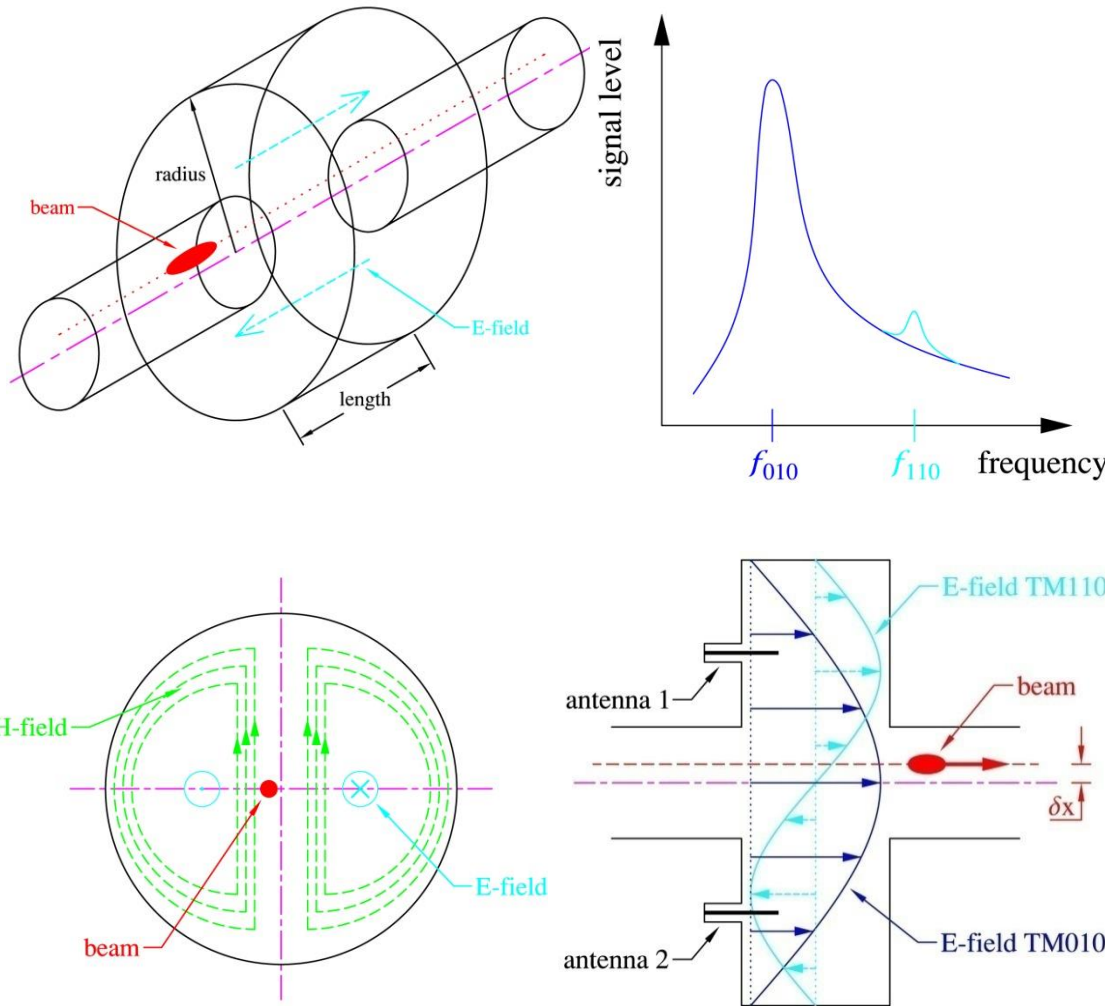 radius
beam
E-field
length
signal level
f010
f110
frequency
H-field
beam
E-field
E-field TM110
antenna 1
beam
δx
antenna 2
E-field TM010